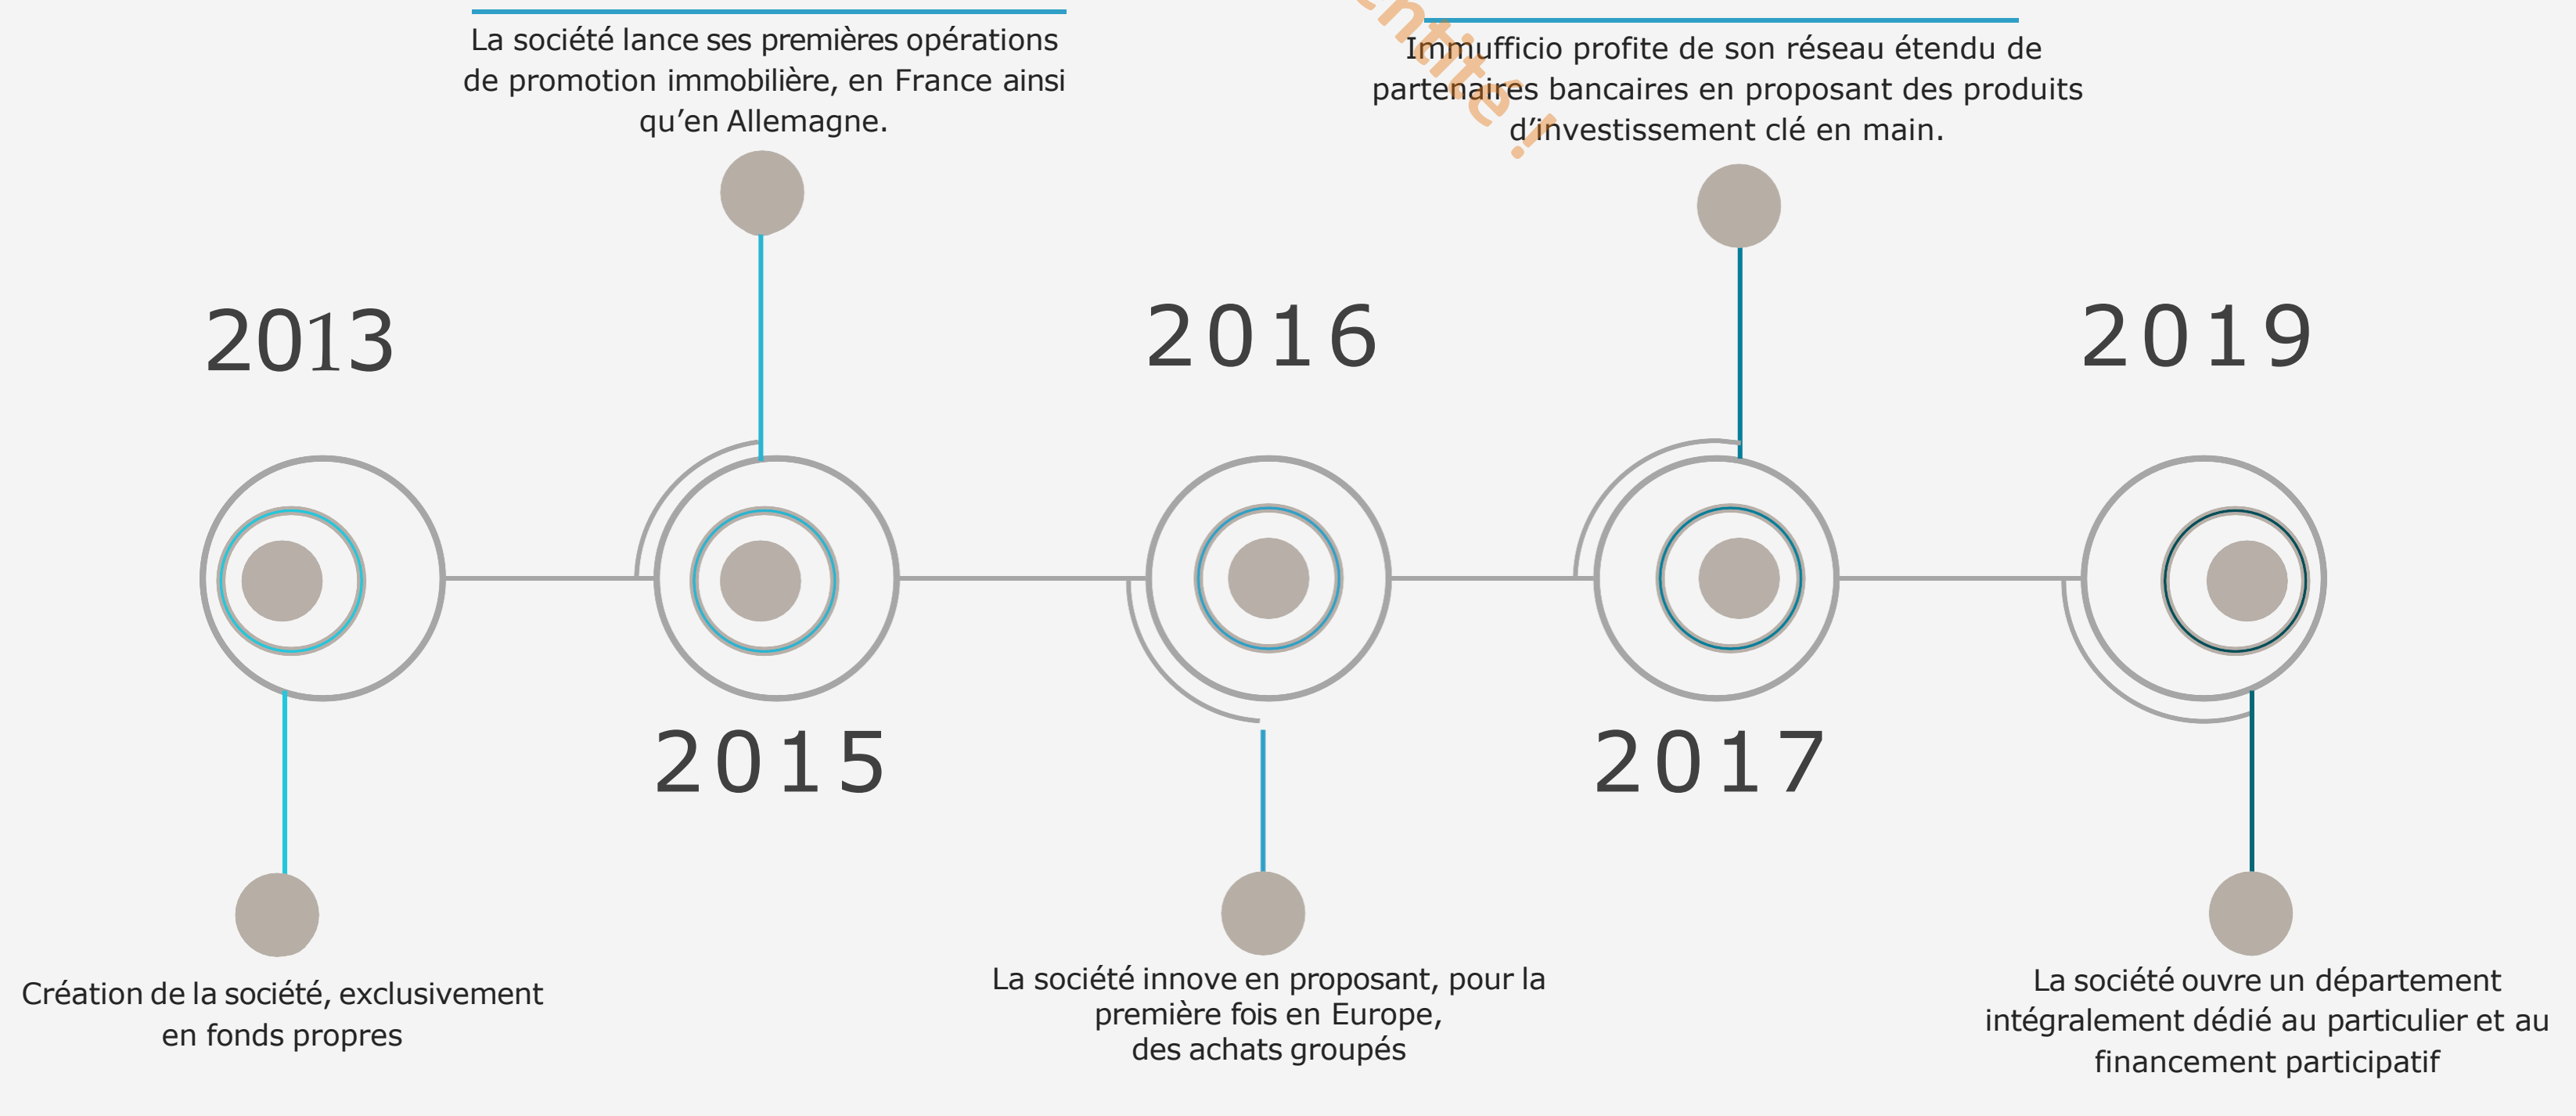 La société lance ses premières opérations
de promotion immobilière, en France ainsi
qu’en Allemagne.
Immufficio profite de son réseau étendu de
partenaires bancaires en proposant des produits
d’investissement clé en main.
2013
2016
2019
2015
2017
Création de la société, exclusivement
en fonds propres
La société innove en proposant, pour la
première fois en Europe,
des achats groupés
La société ouvre un département
intégralement dédié au particulier et au
financement participatif